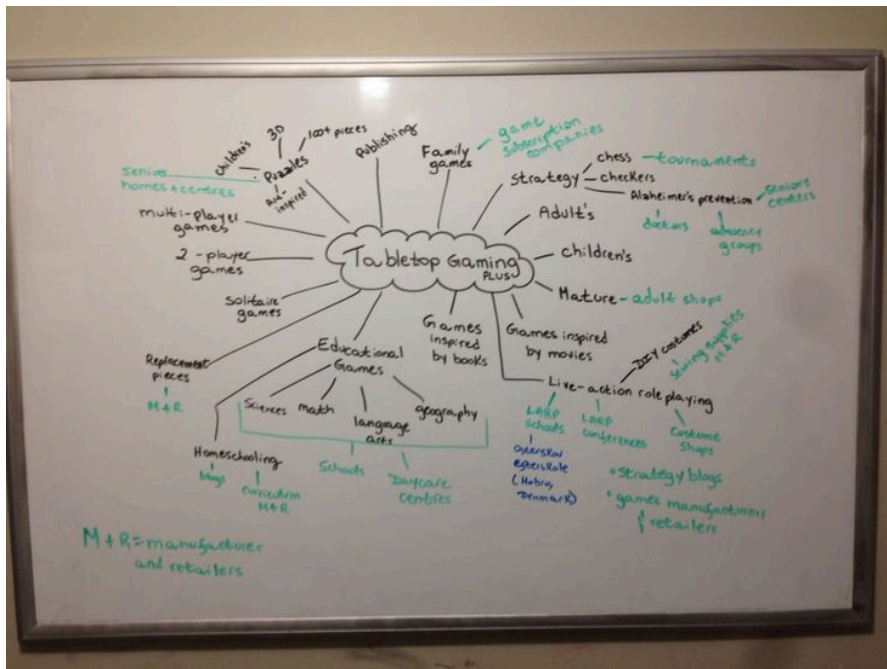 children's
3D
100+ pieces
Puzzles
art-
inspired
seniors
homes + centres
Publishing
Family
games
game
subscription
companies
strategy
chess
tournaments
checkers
Alzheimer's prevention
seniors
centers
doctors
advocacy
groups
Adult's
children's
Mature - adult shops
multi-player
games
2-player
games
solitaire
games
Tabletop Gaming
PLUS
Replacement
pieces
M+R
Educational
Games
Sciences
math
language
arts
geography
Schools
Daycare
centres
Homeschooling
blogs
curriculum
M+R
Games
inspired
by books
Games inspired
by movies
Live-action role playing
DIY costumes
sewing supplies
M+R
LARP
schools
(Hobro,
Denmark)
LARP
conferences
Costume
Shops
• strategy blogs
• games manufacturers
& retailers
M+R = manufacturer
and retailers